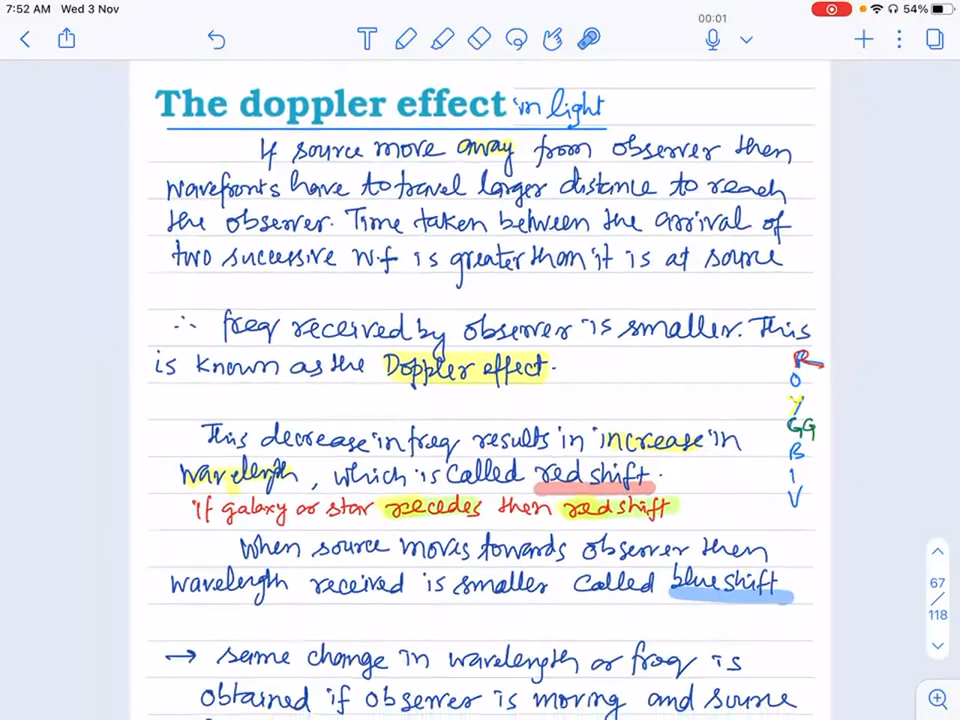 7:52 AM Wed 3 Nov
54%
00:01
The doppler effect in light
If source move away from observer then
wavefronts have to travel larger distance to reach
the observer. Time taken between the arrival of
two successive w.f is greater than it is at source
∴ freq received by observer is smaller. This
is known as the Doppler effect.
R
O
Y
GG
B
I
V
This decrease in freq results in increase in
wavelength, which is called red shift.
if galaxy or star recedes then red shift
When source moves towards observer then
wavelength received is smaller called blue shift
67
/
118
→ same change in wavelength or freq is
obtained if observer is moving and source